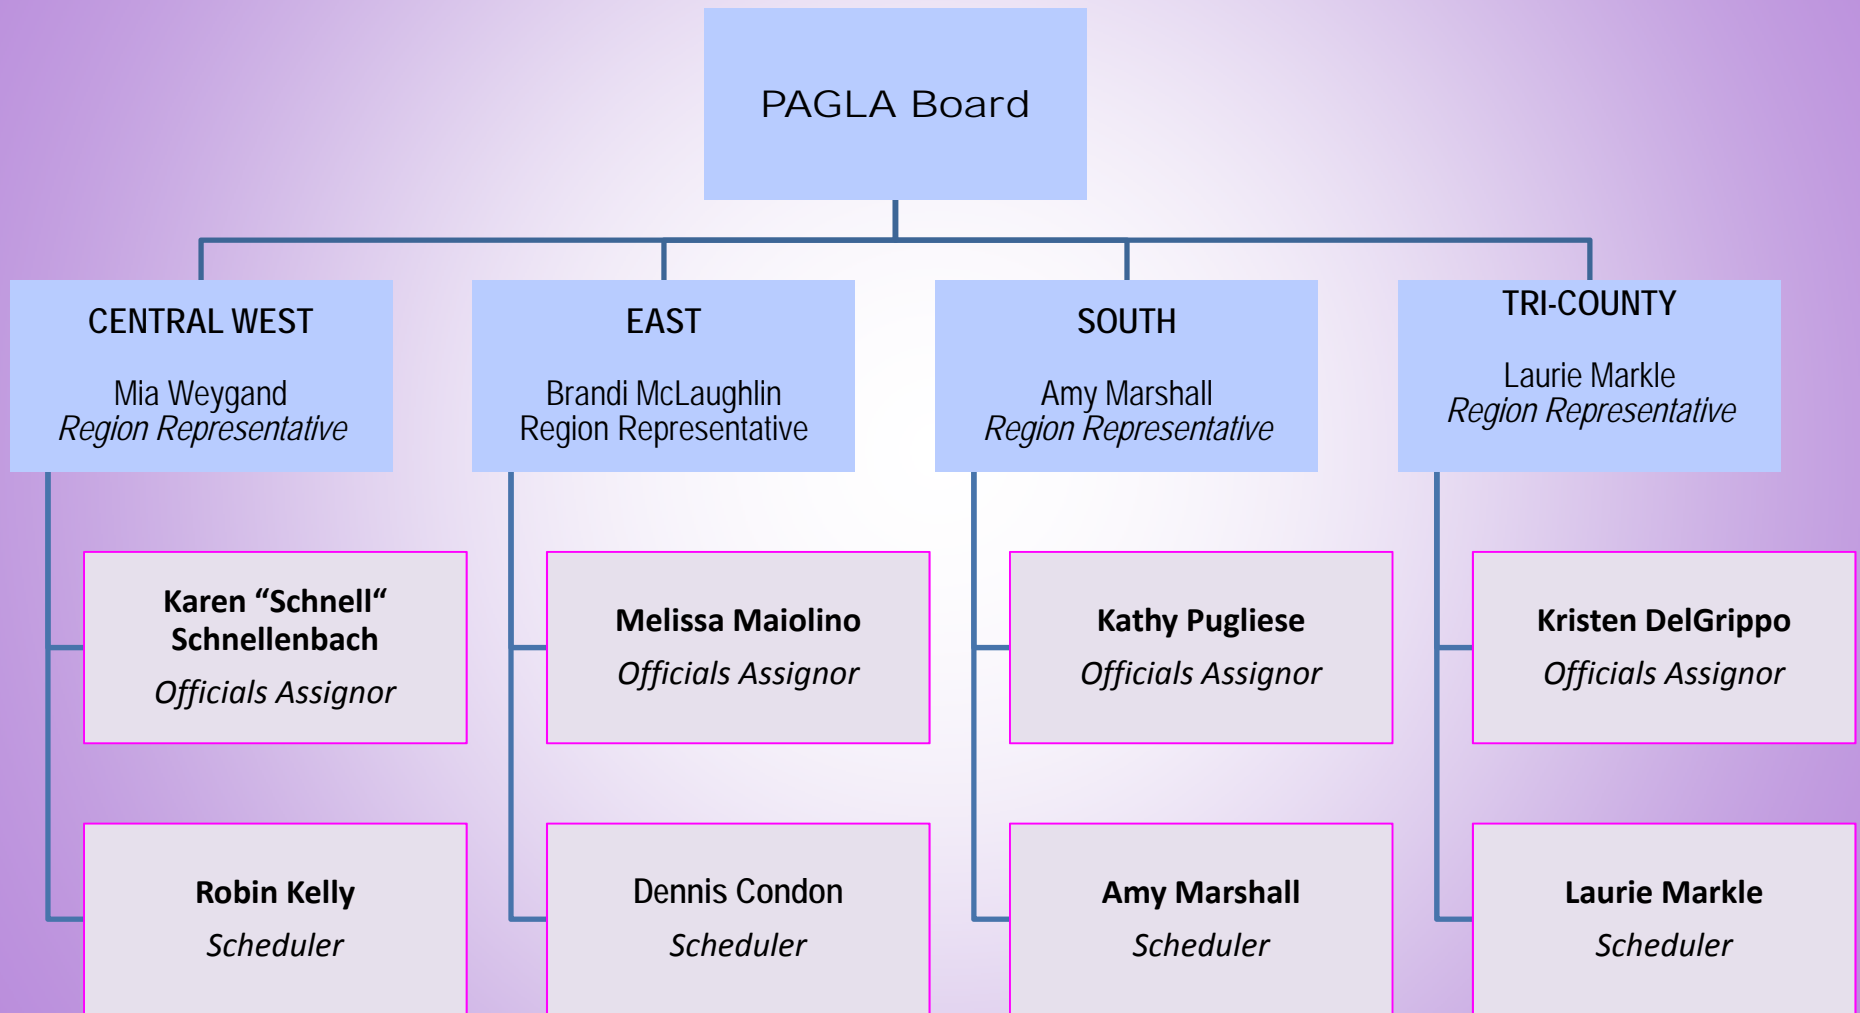 PAGLA Board
CENTRAL WEST
Mia Weygand
Region Representative
EAST
Brandi McLaughlin
Region Representative
SOUTH
Amy Marshall
Region Representative
TRI-COUNTY
Laurie Markle
Region Representative
Karen “Schnell“
Schnellenbach
Officials Assignor
Melissa Maiolino
Officials Assignor
Kathy Pugliese
Officials Assignor
Kristen DelGrippo
Officials Assignor
Robin Kelly
Scheduler
Dennis Condon
Scheduler
Amy Marshall
Scheduler
Laurie Markle
Scheduler